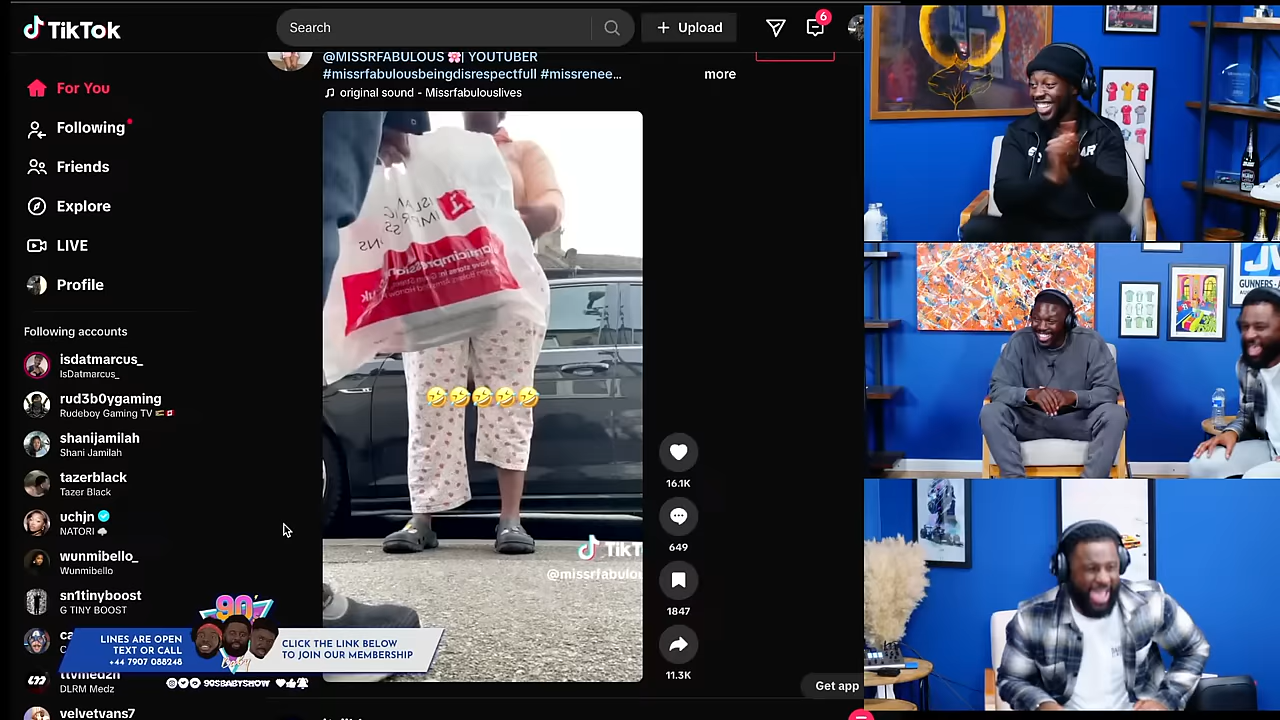 TikTok
Search
Upload
6
@MISSRFABULOUS 🌸| YOUTUBER
#missrfabulousbeingdisrespectfull #missrenee...
more
original sound - Missrfabulouslives
For You
Following
Friends
Explore
LIVE
Profile
Following accounts
isdatmarcus_
IsDatmarcus_
rud3b0ygaming
Rudeboy Gaming TV
shanijamilah
Shani Jamilah
tazerblack
Tazer Black
uchjn
NATORI
wunmibello_
Wunmibello
sn1tinyboost
G TINY BOOST
DLRM Medz
velvetvans7
🤣🤣🤣🤣🤣
16.1K
649
1847
11.3K
@missrfabulou
Get app
90'
LINES ARE OPEN
TEXT OR CALL
+44 7907 088248
CLICK THE LINK BELOW
TO JOIN OUR MEMBERSHIP
90SBABYSHOW
GUNNERS